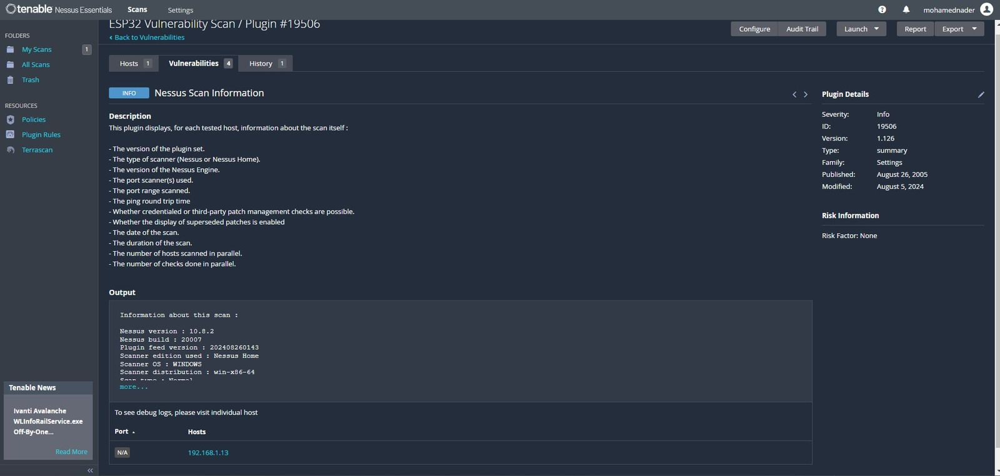 tenable Nessus Essentials Scans Settings mohamednader
FOLDERS
My Scans 1
All Scans
Trash
RESOURCES
Policies
Plugin Rules
Terrascan
Tenable News
Ivanti Avalanche
WLInfoRailService.exe
Off-By-One...
Read More
ESP32 Vulnerability Scan / Plugin #19506
‹ Back to Vulnerabilities
Configure Audit Trail Launch Report Export
Hosts 1 Vulnerabilities 4 History 1
INFO Nessus Scan Information
Description
This plugin displays, for each tested host, information about the scan itself :
- The version of the plugin set.
- The type of scanner (Nessus or Nessus Home).
- The version of the Nessus Engine.
- The port scanner(s) used.
- The port range scanned.
- The ping round trip time
- Whether credentialed or third-party patch management checks are possible.
- Whether the display of superseded patches is enabled
- The date of the scan.
- The duration of the scan.
- The number of hosts scanned in parallel.
- The number of checks done in parallel.
Output
Information about this scan :
Nessus version : 10.8.2
Nessus build : 20007
Plugin feed version : 202408260143
Scanner edition used : Nessus Home
Scanner OS : WINDOWS
Scanner distribution : win-x86-64
Scan type : Normal
more...
To see debug logs, please visit individual host
Port Hosts
N/A 192.168.1.13
Plugin Details
Severity: Info
ID: 19506
Version: 1.126
Type: summary
Family: Settings
Published: August 26, 2005
Modified: August 5, 2024
Risk Information
Risk Factor: None